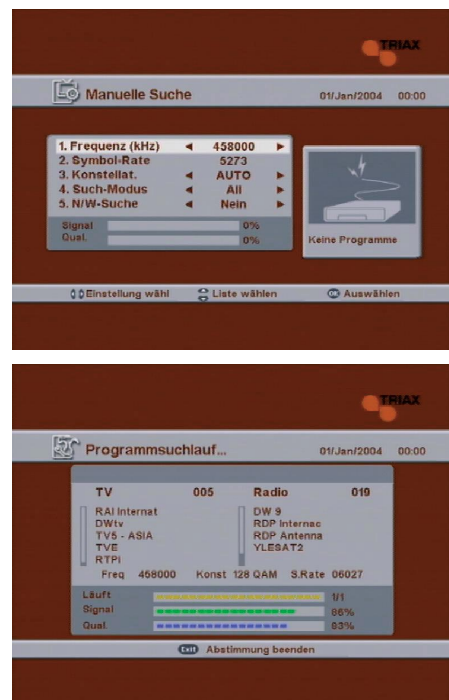 TRIAX
Manuelle Suche 01/Jan/2004 00:00
1. Frequenz (kHz) ◄ 458000 ►
2. Symbol-Rate 5273
3. Konstellat. ◄ AUTO ►
4. Such-Modus ◄ All ►
5. N/W-Suche ◄ Nein ►
Signal 0%
Qual. 0%
Keine Programme
Einstellung wähl Liste wählen OK Auswählen
TRIAX
Programmsuchlauf... 01/Jan/2004 00:00
TV 005 Radio 019
RAI Internat DW 9
DWtv RDP Internac
TV5 - ASIA RDP Antenna
TVE YLESAT2
RTPi
Freq 458000 Konst 128 QAM S.Rate 06027
Läuft 1/1
Signal 86%
Qual. 83%
Exit Abstimmung beenden